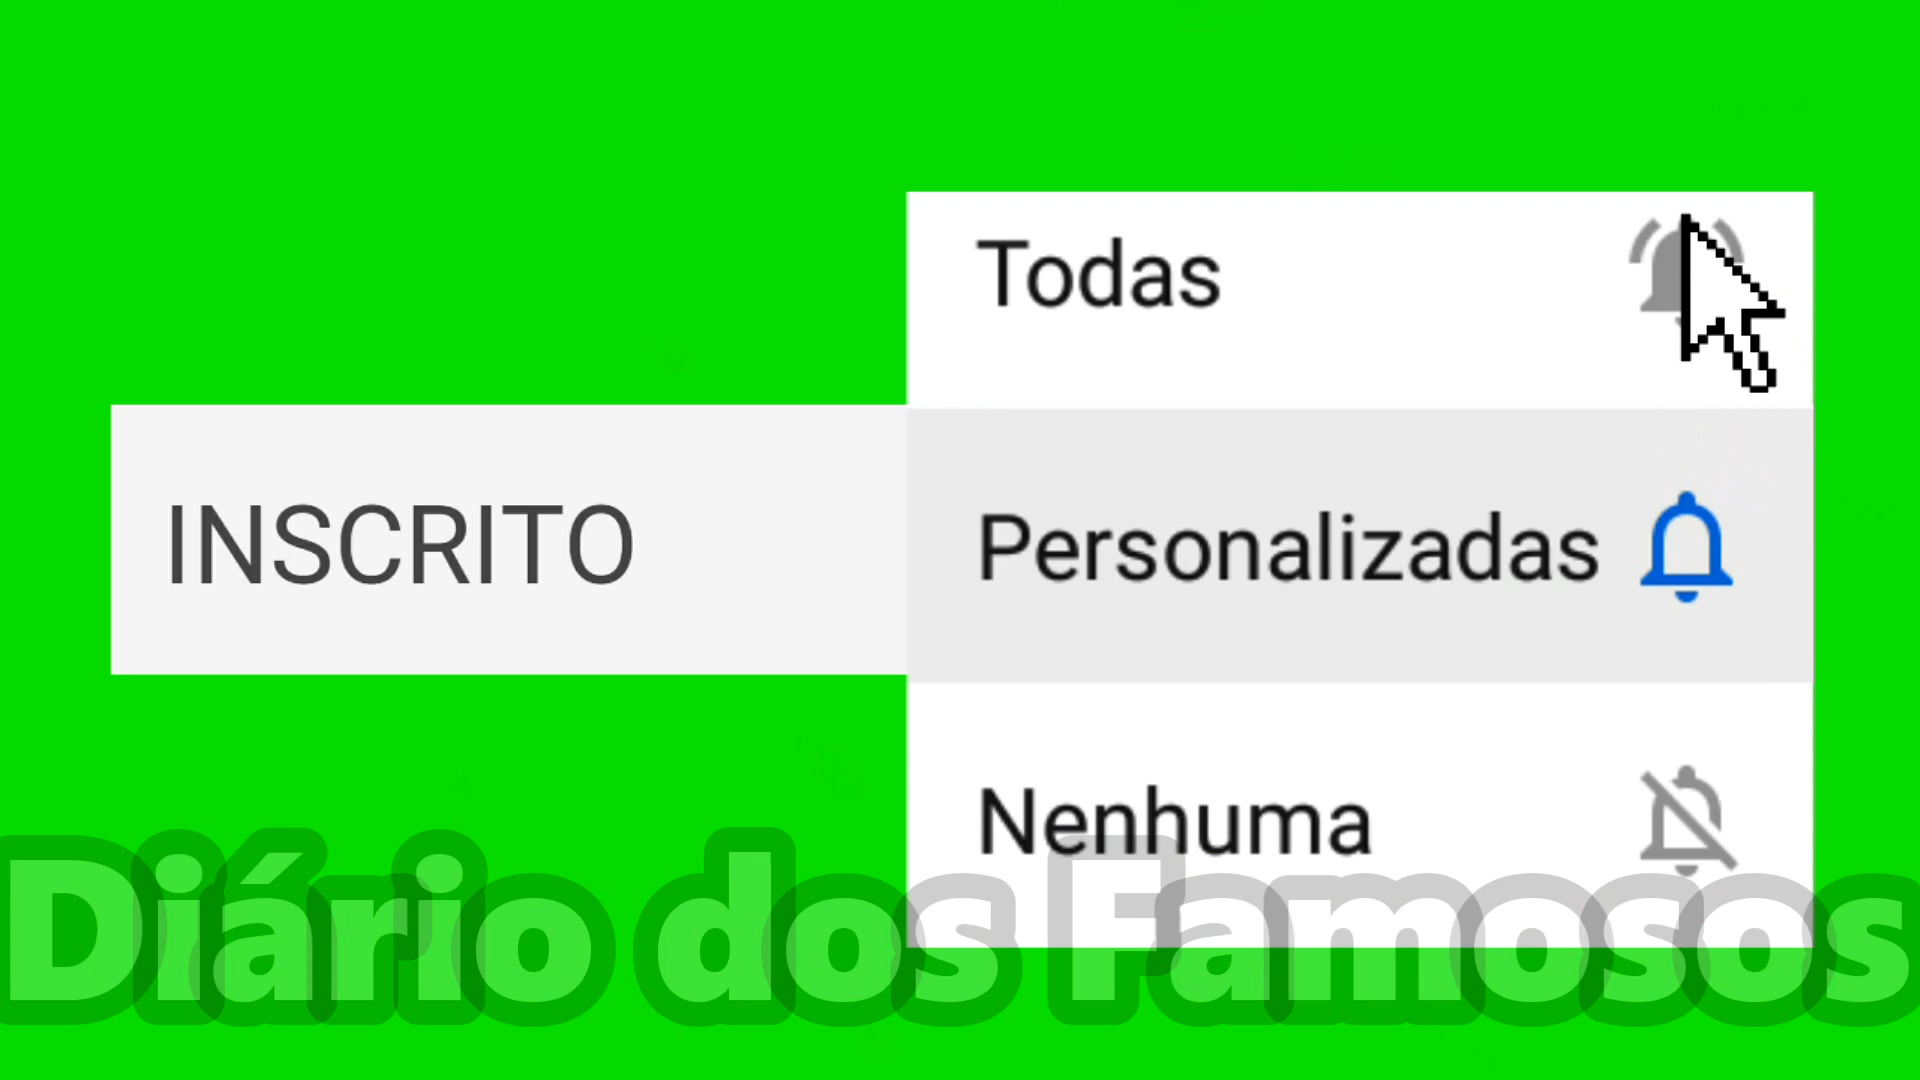 Todas
INSCRITO
Personalizadas
Nenhuma
Diário dos Famosos